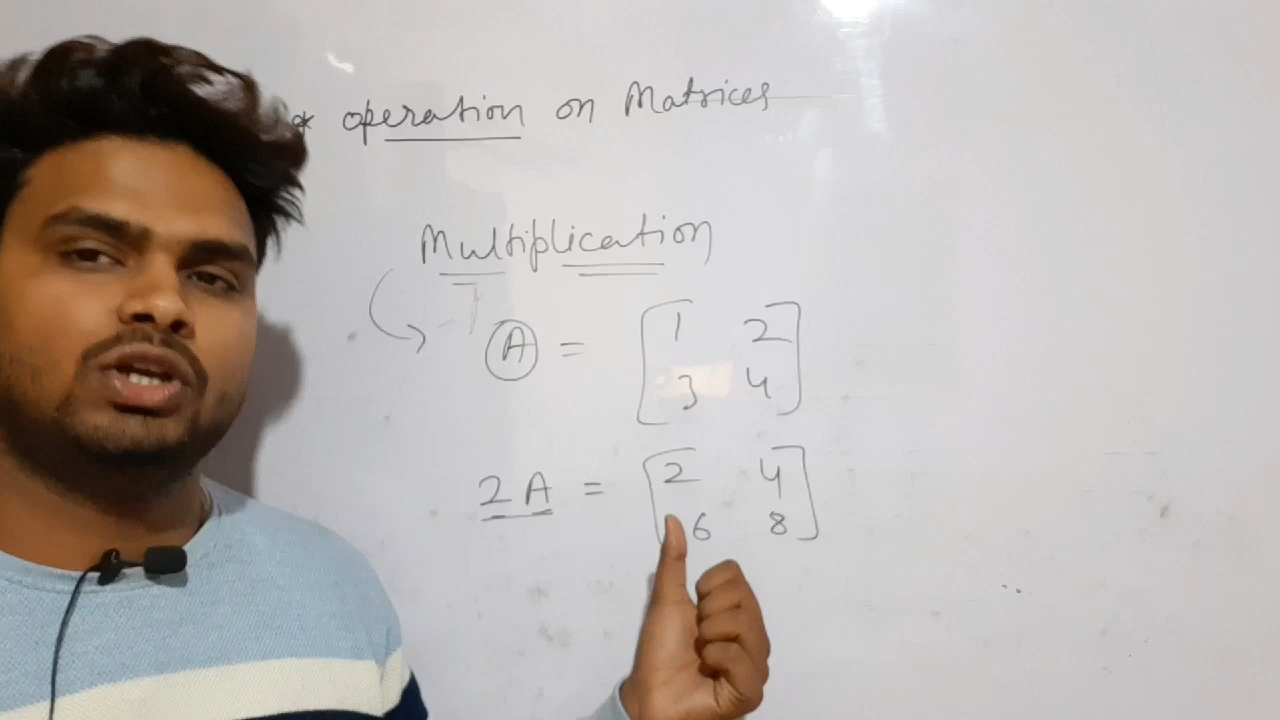 * operation on Matrices
Multiplication
A = [1 2
3 4]
2A = [2 4
6 8]